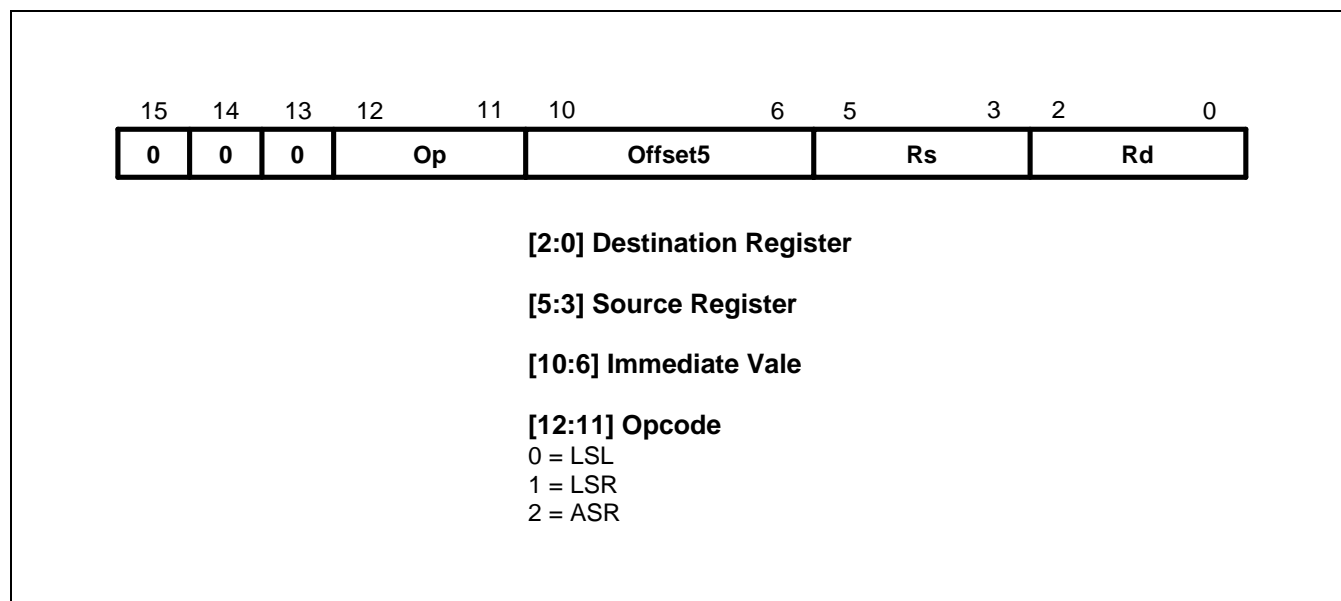 15 14 13 12 11 10 6 5 3 2 0
0 0 0 Op Offset5 Rs Rd
[2:0] Destination Register
[5:3] Source Register
[10:6] Immediate Vale
[12:11] Opcode
0 = LSL
1 = LSR
2 = ASR